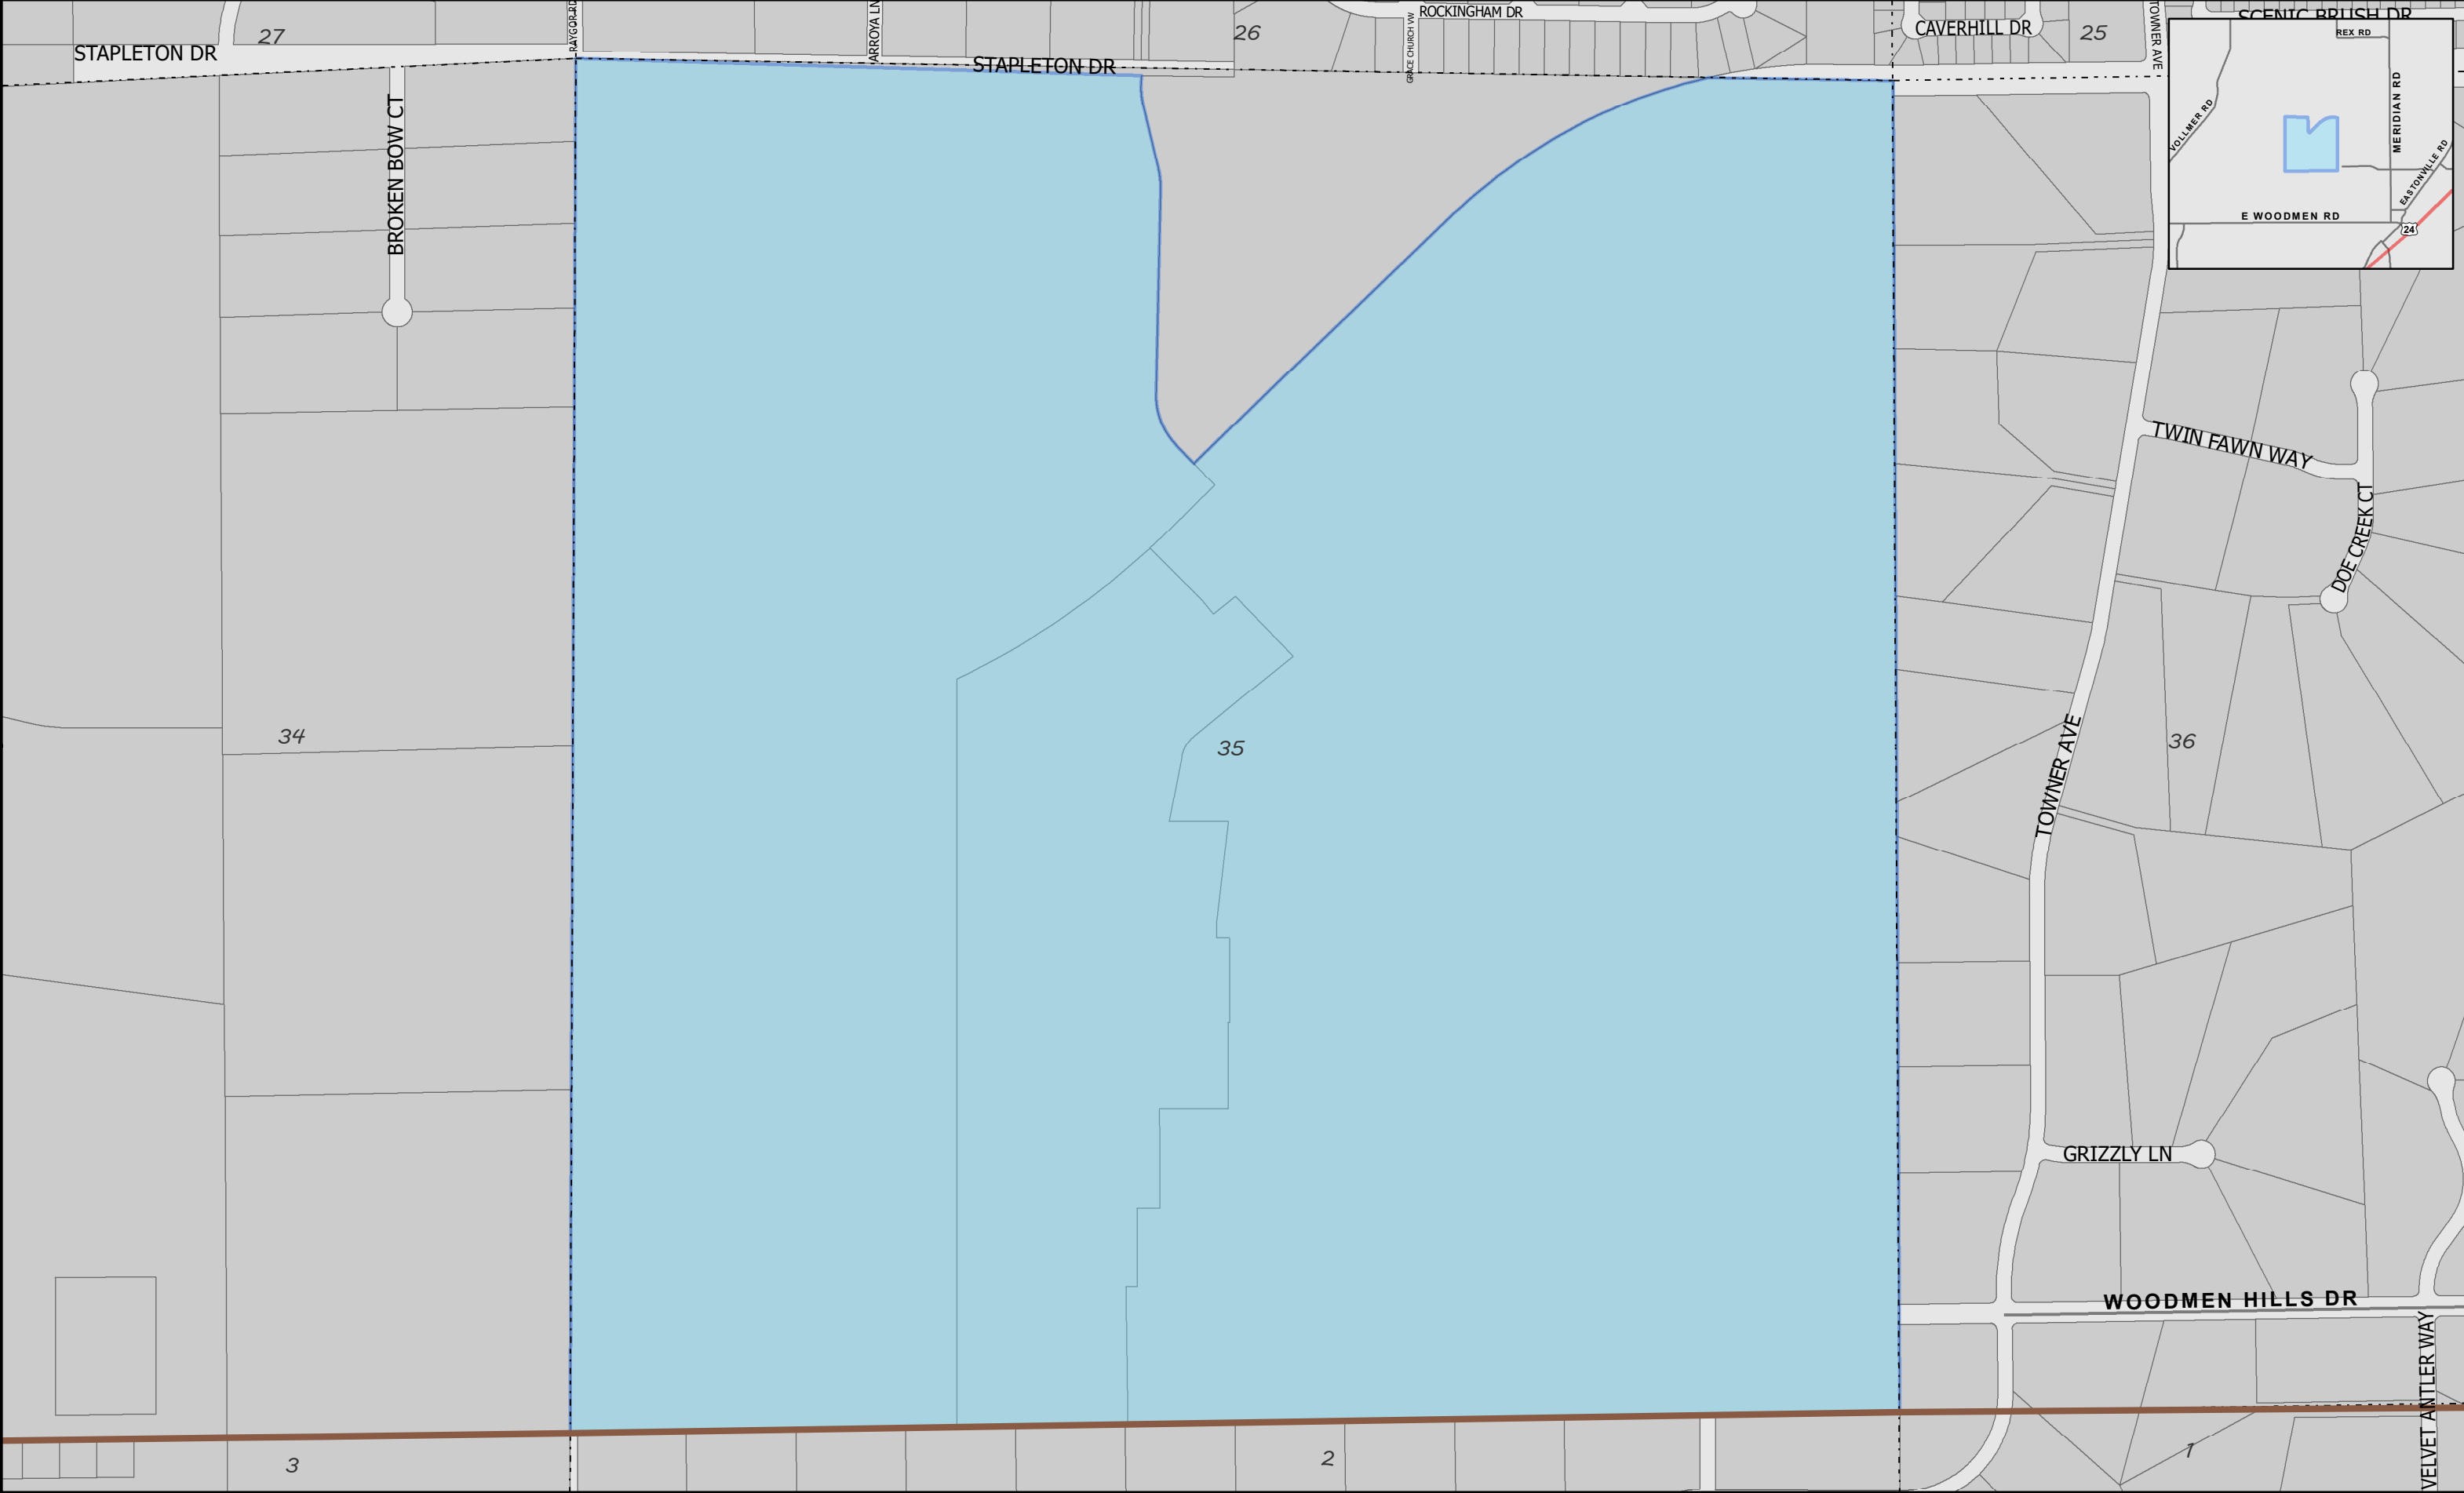 27
STAPLETON DR
RAYGOR RD
ARROYA LN
STAPLETON DR
26
ROCKINGHAM DR
GRACE CHURCH VW
CAVERHILL DR
25
TOWNER AVE
SCENIC BRUSH DR
REX RD
VOLLMER RD
MERIDIAN RD
EASTONVILLE RD
E WOODMEN RD
24
BROKEN BOW CT
TWIN FAWN WAY
DOE CREEK CT
34
35
TOWNER AVE
36
GRIZZLY LN
WOODMEN HILLS DR
VELVET ANTLER WAY
3
2
1